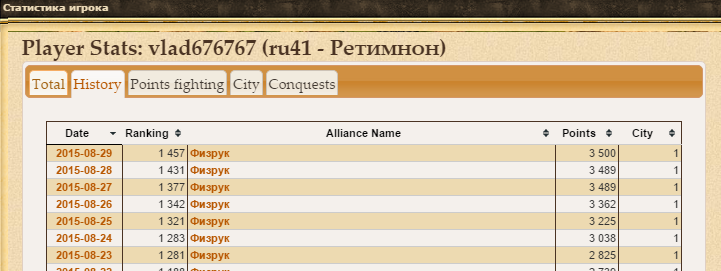 Статистика игрока
Player Stats: vlad676767 (ru41 - Ретимнон)
Total History Points fighting City Conquests
Date Ranking Alliance Name Points City
2015-08-29 1 457 Физрук 3 500 1
2015-08-28 1 431 Физрук 3 489 1
2015-08-27 1 377 Физрук 3 489 1
2015-08-26 1 342 Физрук 3 362 1
2015-08-25 1 321 Физрук 3 225 1
2015-08-24 1 283 Физрук 3 038 1
2015-08-23 1 281 Физрук 2 825 1